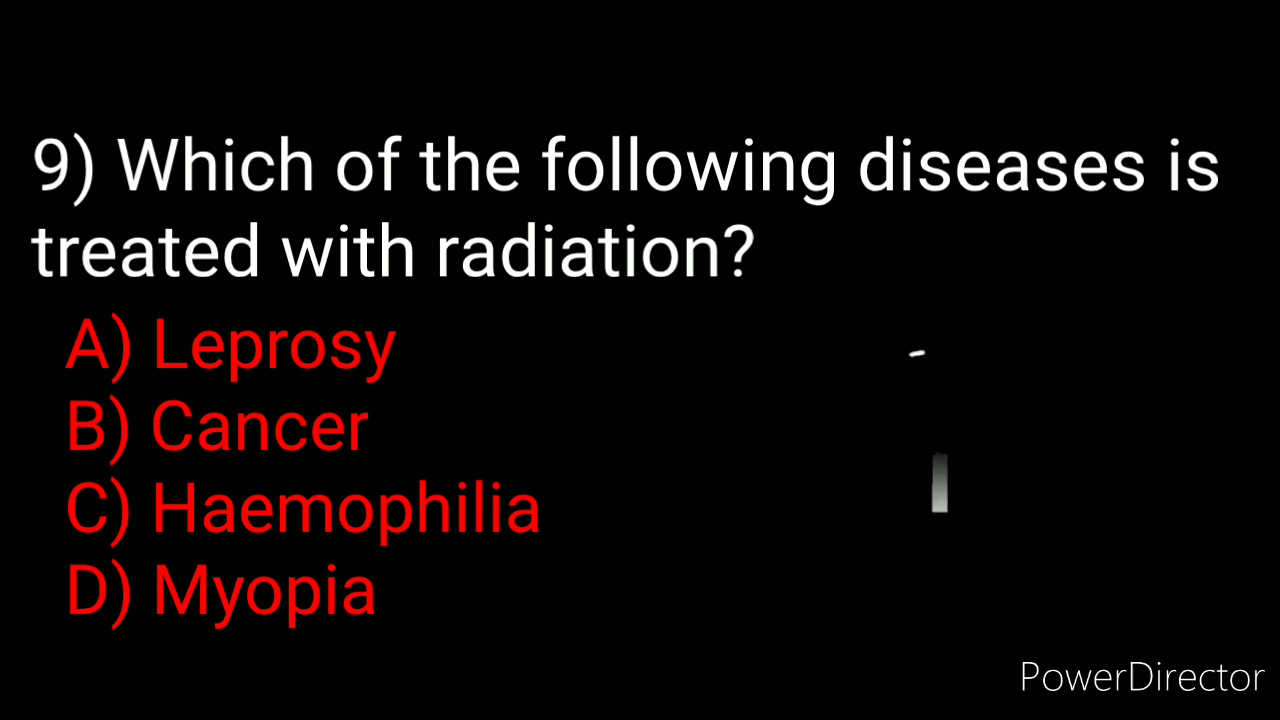 9) Which of the following diseases is
treated with radiation?
A) Leprosy
B) Cancer
C) Haemophilia
D) Myopia
PowerDirector